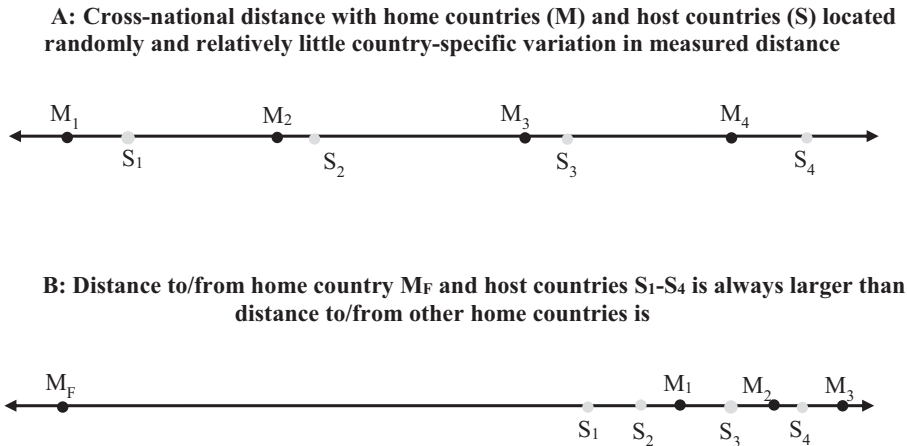 A: Cross-national distance with home countries (M) and host countries (S) located
randomly and relatively little country-specific variation in measured distance
M1 M2 M3 M4
S1 S2 S3 S4
B: Distance to/from home country MF and host countries S1-S4 is always larger than
distance to/from other home countries is
MF M1 M2 M3
S1 S2 S3 S4